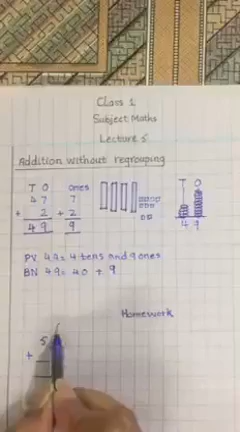 Class 1
Subject Maths
Lecture 5
Addition without regrouping
T O ones T O
4 7 7
+ 2 + 2
4 9 9 4 9
PV 49= 4 tens and 9 ones
BN 49= 40 + 9
Homework
5
+